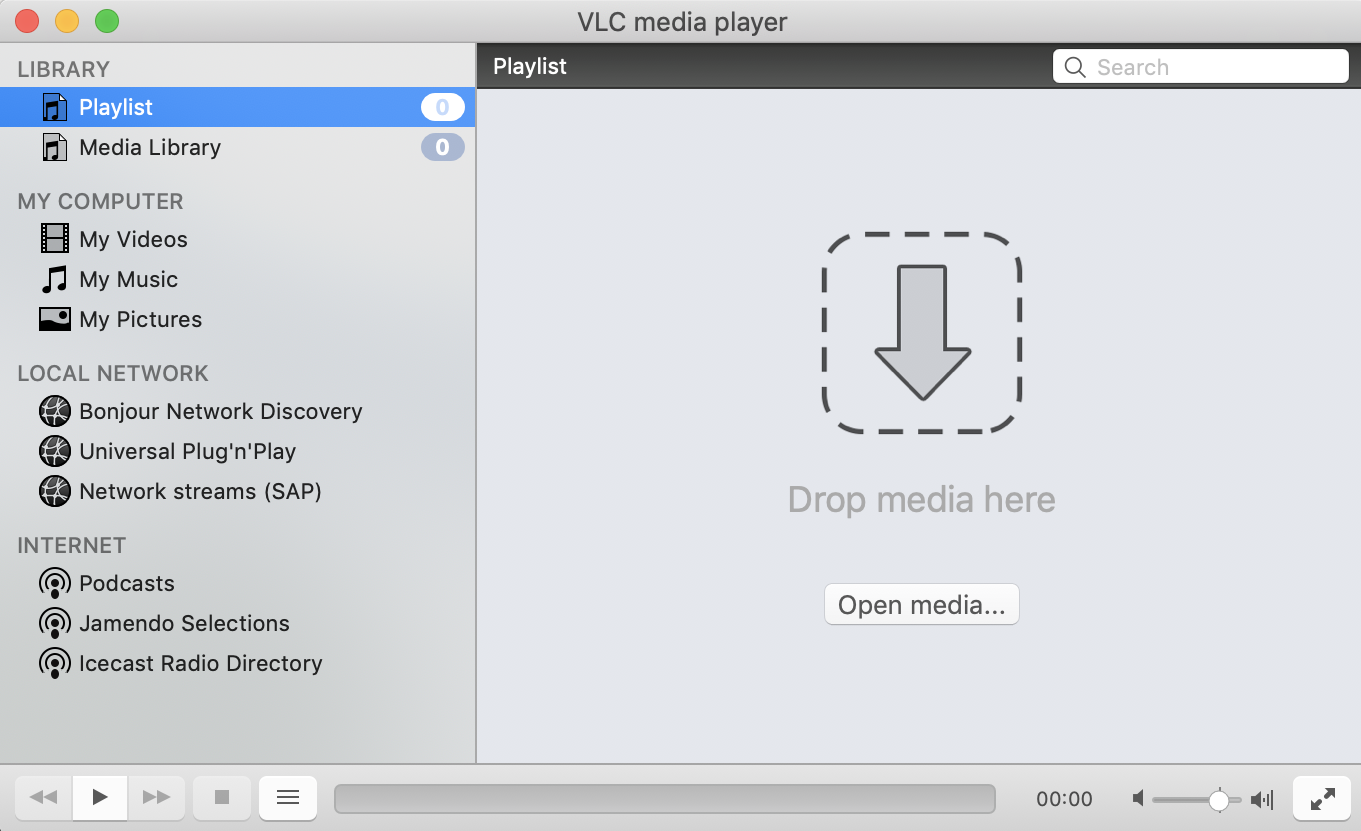 VLC media player
LIBRARY
Playlist 0
Media Library 0
MY COMPUTER
My Videos
My Music
My Pictures
LOCAL NETWORK
Bonjour Network Discovery
Universal Plug'n'Play
Network streams (SAP)
INTERNET
Podcasts
Jamendo Selections
Icecast Radio Directory
Playlist
Search
Drop media here
Open media...
00:00